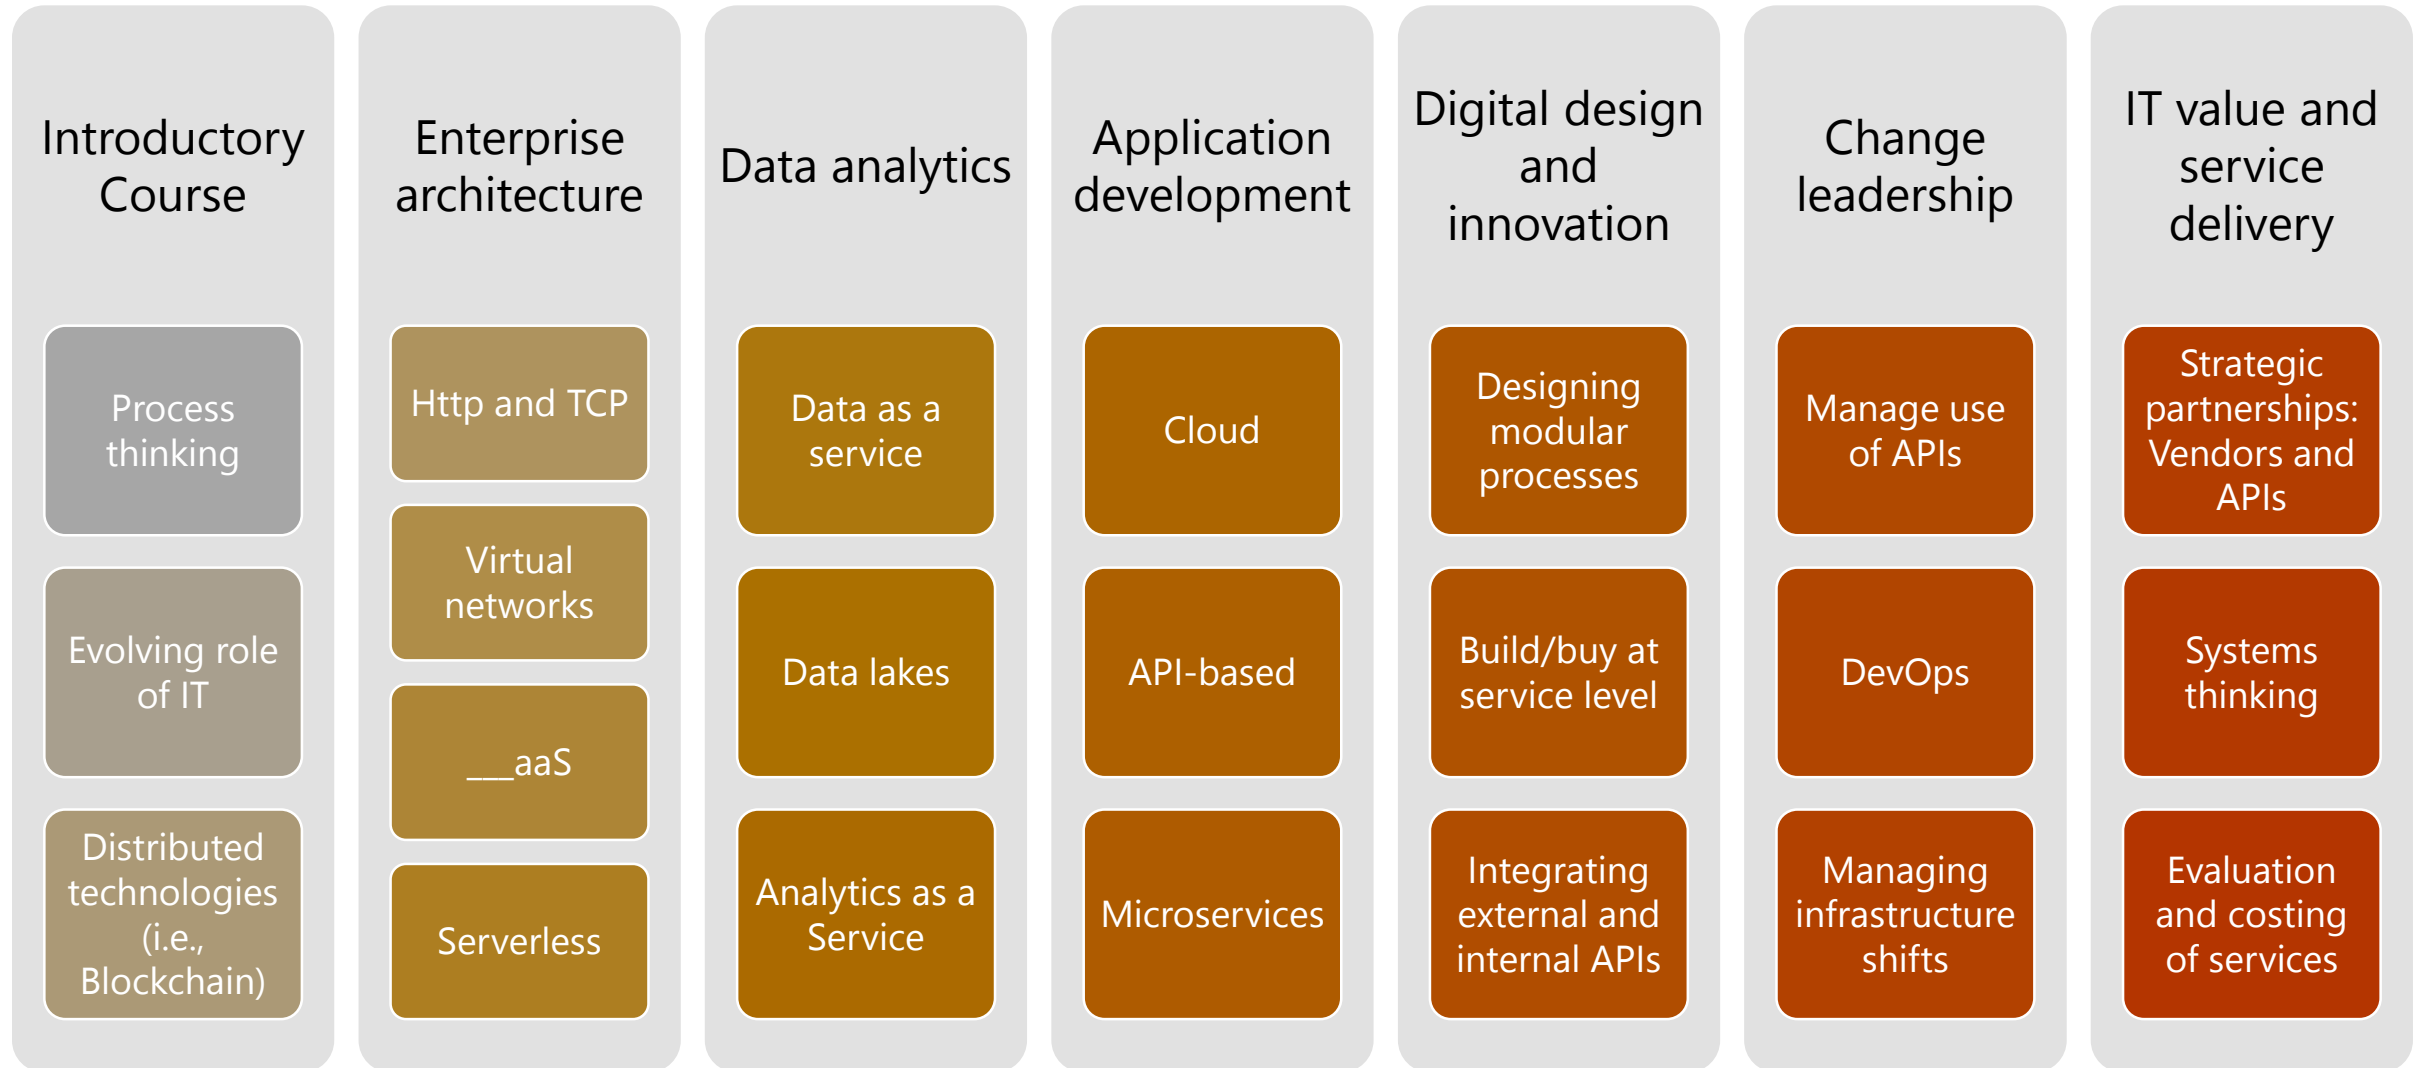 Introductory
Course
Process
thinking
Evolving role
of IT
Distributed
technologies
(i.e.,
Blockchain)
Enterprise
architecture
Http and TCP
Virtual
networks
___aaS
Serverless
Data analytics
Data as a
service
Data lakes
Analytics as a
Service
Application
development
Cloud
API-based
Microservices
Digital design
and
innovation
Designing
modular
processes
Build/buy at
service level
Integrating
external and
internal APIs
Change
leadership
Manage use
of APIs
DevOps
Managing
infrastructure
shifts
IT value and
service
delivery
Strategic
partnerships:
Vendors and
APIs
Systems
thinking
Evaluation
and costing
of services